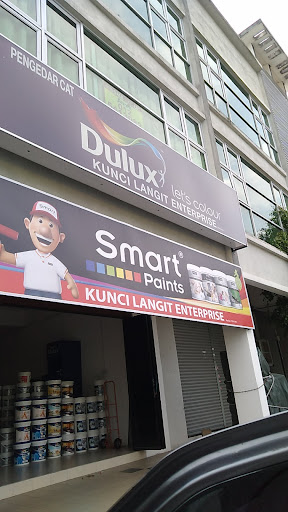 PENGEDAR CAT
Dulux
let's colour
KUNCI LANGIT ENTERPRISE
Smart
Paints
KUNCI LANGIT ENTERPRISE